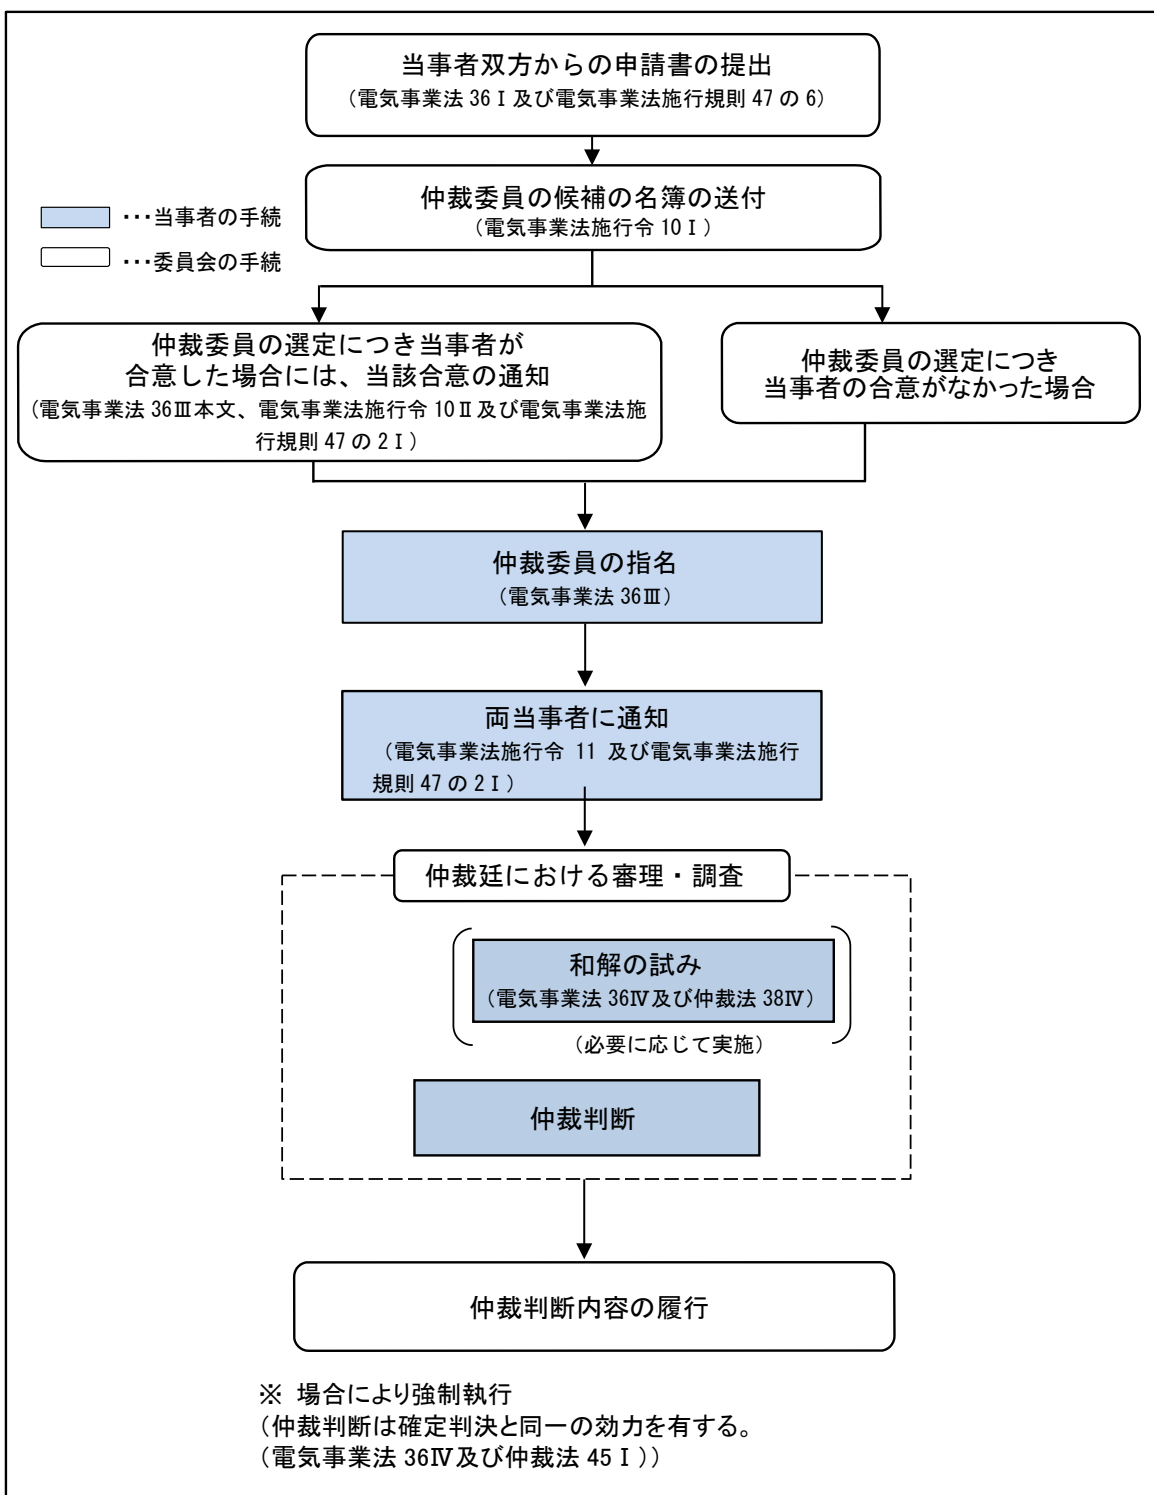 当事者双方からの申請書の提出
（電気事業法 36Ⅰ及び電気事業法施行規則 47 の 6）
仲裁委員の候補の名簿の送付
（電気事業法施行令 10Ⅰ）
・・・当事者の手続
・・・委員会の手続
仲裁委員の選定につき当事者が
合意した場合には、当該合意の通知
（電気事業法 36Ⅲ本文、電気事業法施行令 10Ⅱ及び電気事業法施
行規則 47 の 2Ⅰ）
仲裁委員の選定につき
当事者の合意がなかった場合
仲裁委員の指名
（電気事業法 36Ⅲ）
両当事者に通知
（電気事業法施行令 11 及び電気事業法施行
規則 47 の 2Ⅰ）
仲裁廷における審理・調査
和解の試み
（電気事業法 36Ⅳ及び仲裁法 38Ⅳ）
（必要に応じて実施）
仲裁判断
仲裁判断内容の履行
※ 場合により強制執行
（仲裁判断は確定判決と同一の効力を有する。
（電気事業法 36Ⅳ及び仲裁法 45Ⅰ））